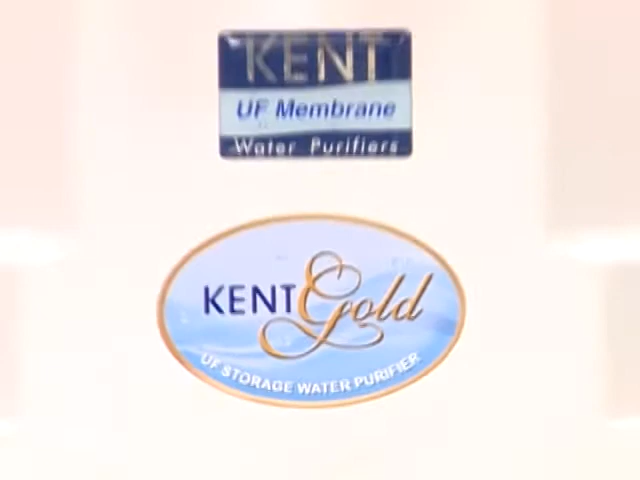 KENT
UF Membrane
Water Purifiers
KENT Gold
UF STORAGE WATER PURIFIER